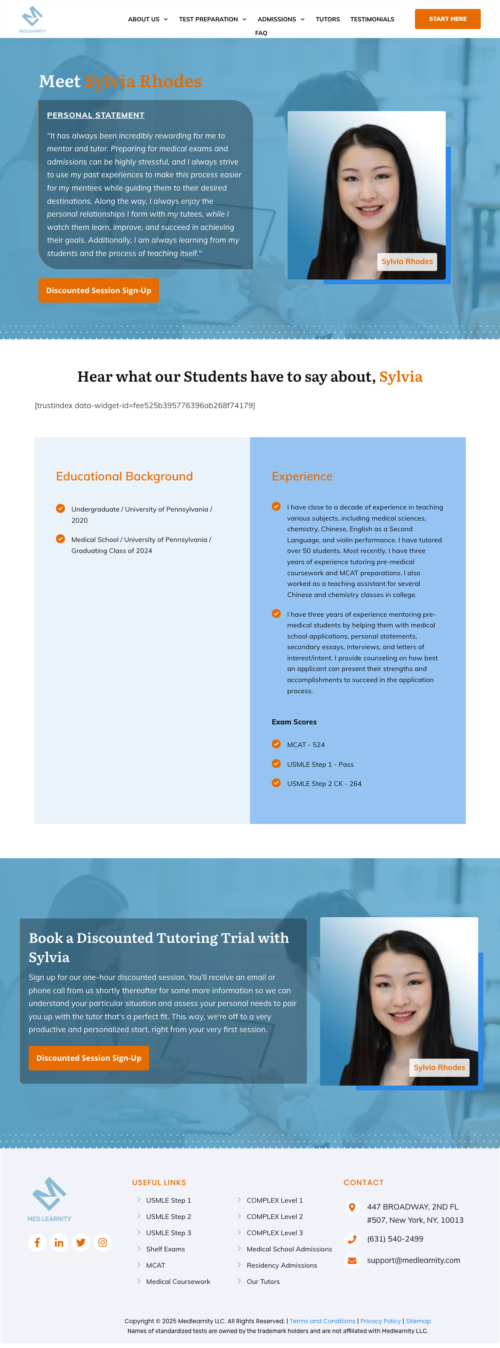 ABOUT US
TEST PREPARATION
ADMISSIONS
TUTORS
TESTIMONIALS
FAQ
START HERE
MEDLEARNITY
Meet Sylvia Rhodes
PERSONAL STATEMENT
"It has always been incredibly rewarding for me to
mentor and tutor. Preparing for medical exams and
admissions can be highly stressful, and I always strive
to use my past experiences to make this process easier
for my mentees while guiding them to their desired
destinations. Along the way, I always enjoy the
personal relationships I form with my tutees, while I
watch them learn, improve, and succeed in achieving
their goals. Additionally, I am always learning from my
students and the process of teaching itself."
Sylvia Rhodes
Discounted Session Sign-Up
Hear what our Students have to say about, Sylvia
[trustindex data-widget-id=fee525b395776396ab268f74179]
Educational Background
Undergraduate / University of Pennsylvania /
2020
Medical School / University of Pennsylvania /
Graduating Class of 2024
Experience
I have close to a decade of experience in teaching
various subjects, including medical sciences,
chemistry, Chinese, English as a Second
Language, and violin performance. I have tutored
over 50 students. Most recently, I have three
years of experience tutoring pre-medical
coursework and MCAT preparations. I also
worked as a teaching assistant for several
Chinese and chemistry classes in college.
I have three years of experience mentoring pre-
medical students by helping them with medical
school applications, personal statements,
secondary essays, interviews, and letters of
interest/intent. I provide counseling on how best
an applicant can present their strengths and
accomplishments to succeed in the application
process.
Exam Scores
MCAT - 524
USMLE Step 1 - Pass
USMLE Step 2 CK - 264
Book a Discounted Tutoring Trial with
Sylvia
Sign up for our one-hour discounted session. You'll receive an email or
phone call from us shortly thereafter for some more information so we can
understand your particular situation and assess your personal needs to pair
you up with the tutor that's a perfect fit. This way, we're off to a very
productive and personalized start, right from your very first session.
Discounted Session Sign-Up
Sylvia Rhodes
MED LEARNITY
USEFUL LINKS
USMLE Step 1
USMLE Step 2
USMLE Step 3
Shelf Exams
MCAT
Medical Coursework
COMPLEX Level 1
COMPLEX Level 2
COMPLEX Level 3
Medical School Admissions
Residency Admissions
Our Tutors
CONTACT
447 BROADWAY, 2ND FL
#507, New York, NY, 10013
(631) 540-2499
support@medlearnity.com
Copyright © 2025 Medlearnity LLC. All Rights Reserved. | Terms and Conditions | Privacy Policy | Sitemap
Names of standardized tests are owned by the trademark holders and are not affiliated with Medlearnity LLC.